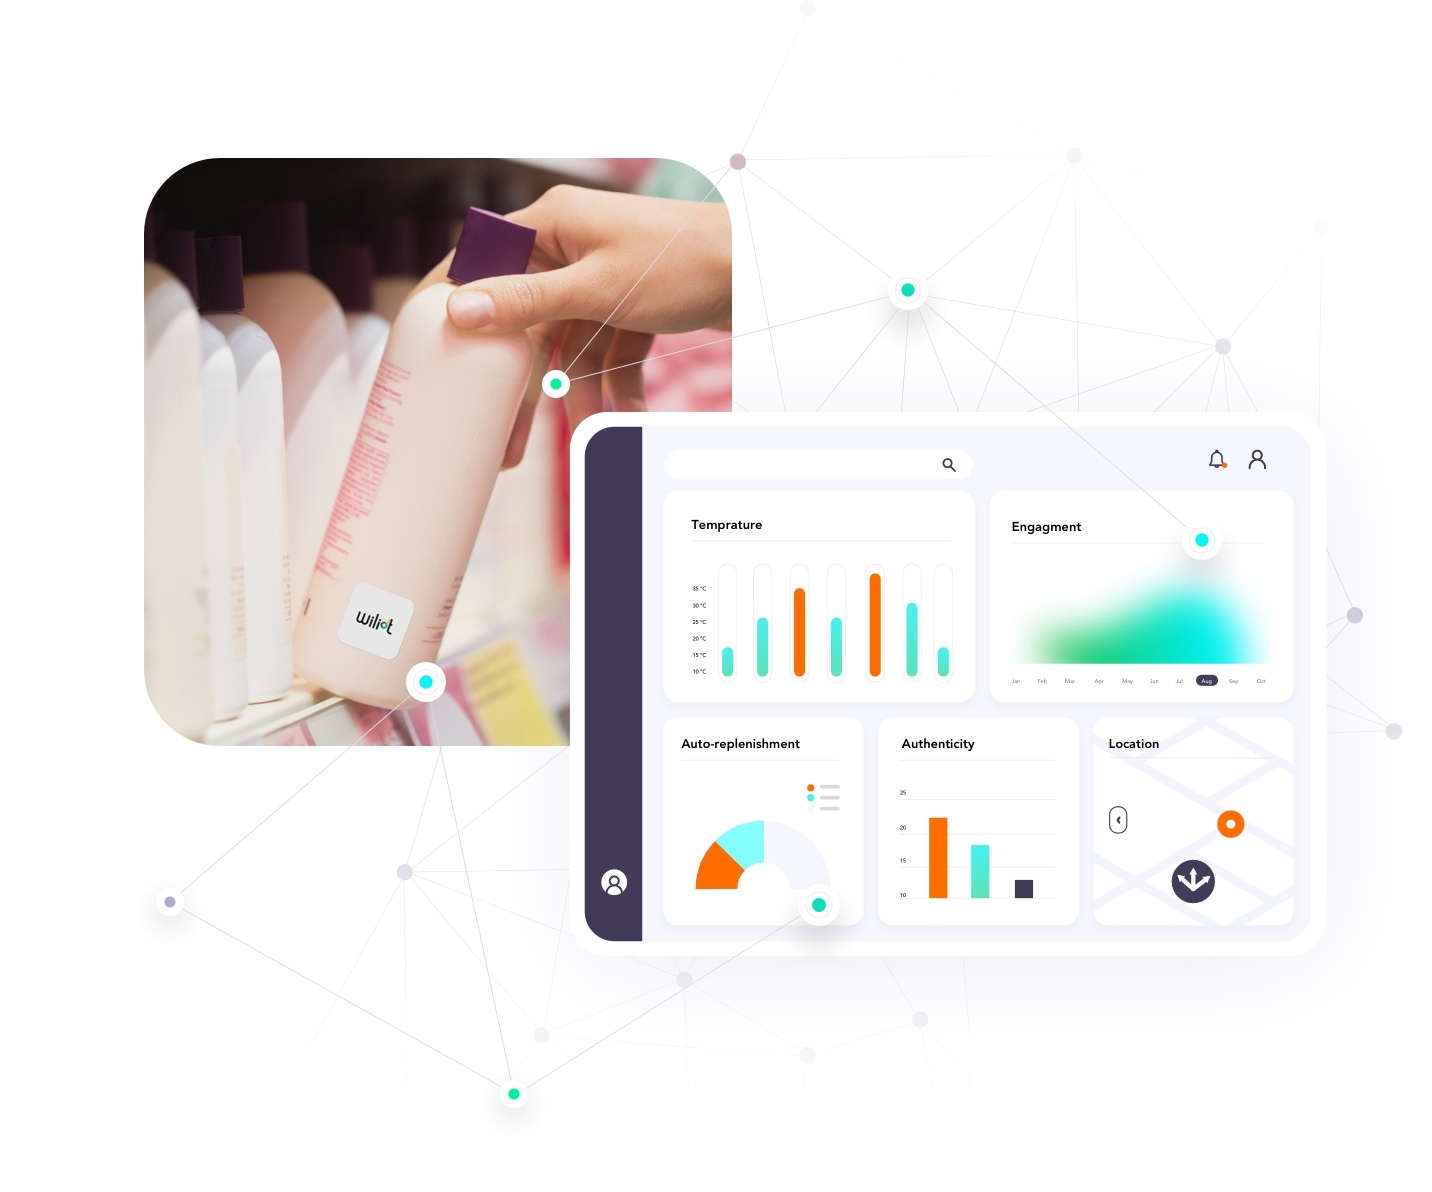 wiliot
Temprature
35 °C
30 °C
25 °C
20 °C
15 °C
10 °C
Engagment
Jan Feb Mar Apr May Jun Jul Aug Sep Oct
Auto-replenishment
Authenticity
25
20
15
10
Location